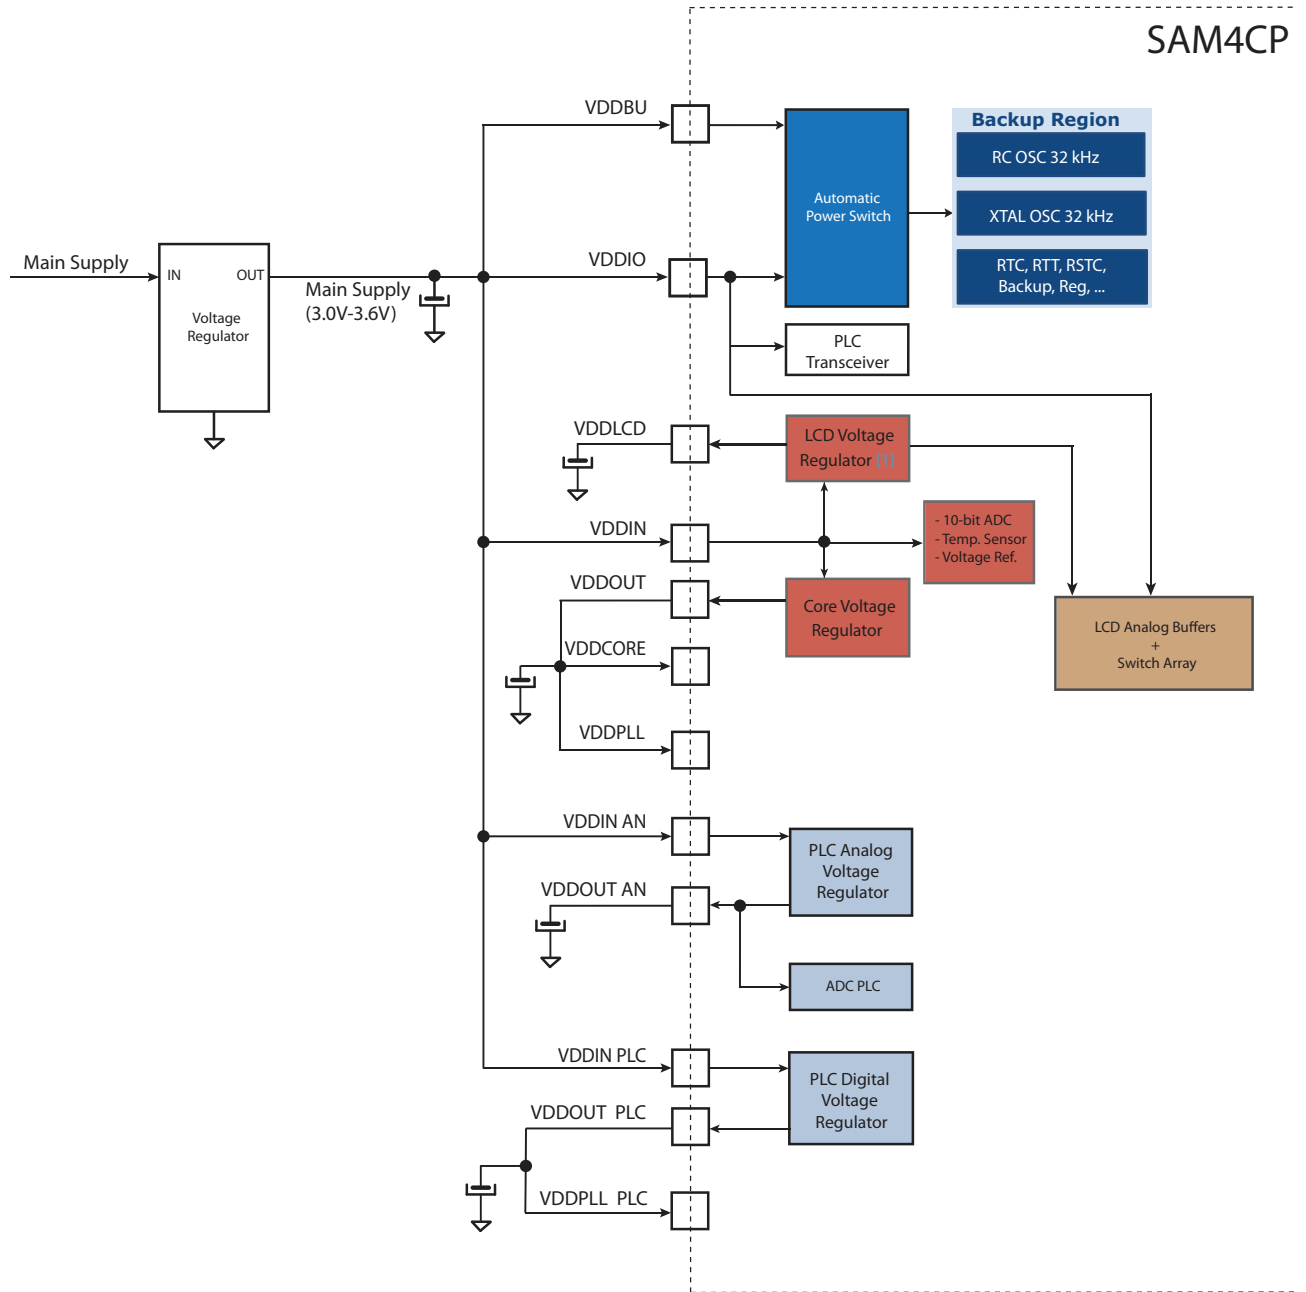 SAM4CP
VDDBU
Backup Region
RC OSC 32 kHz
Automatic
Power Switch
XTAL OSC 32 kHz
Main Supply
IN
OUT
VDDIO
RTC, RTT, RSTC,
Backup, Reg, ...
Main Supply
(3.0V-3.6V)
Voltage
Regulator
PLC
Transceiver
VDDLCD
LCD Voltage
Regulator (1)
VDDIN
- 10-bit ADC
- Temp. Sensor
- Voltage Ref.
VDDOUT
Core Voltage
Regulator
LCD Analog Buffers
+
Switch Array
VDDCORE
VDDPLL
VDDIN AN
PLC Analog
Voltage
Regulator
VDDOUT AN
ADC PLC
VDDIN PLC
PLC Digital
Voltage
Regulator
VDDOUT PLC
VDDPLL PLC